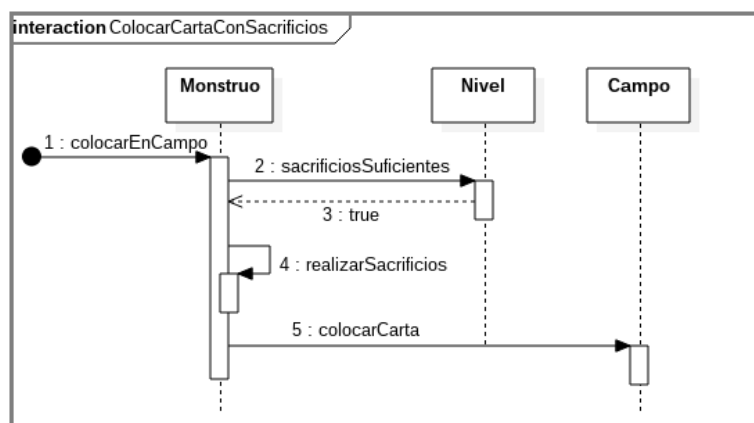 interaction ColocarCartaConSacrificios
Monstruo Nivel Campo
1 : colocarEnCampo
2 : sacrificiosSuficientes
3 : true
4 : realizarSacrificios
5 : colocarCarta